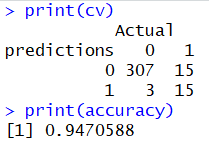 > print(cv)
Actual
predictions 0 1
0 307 15
1 3 15
> print(accuracy)
[1] 0.9470588